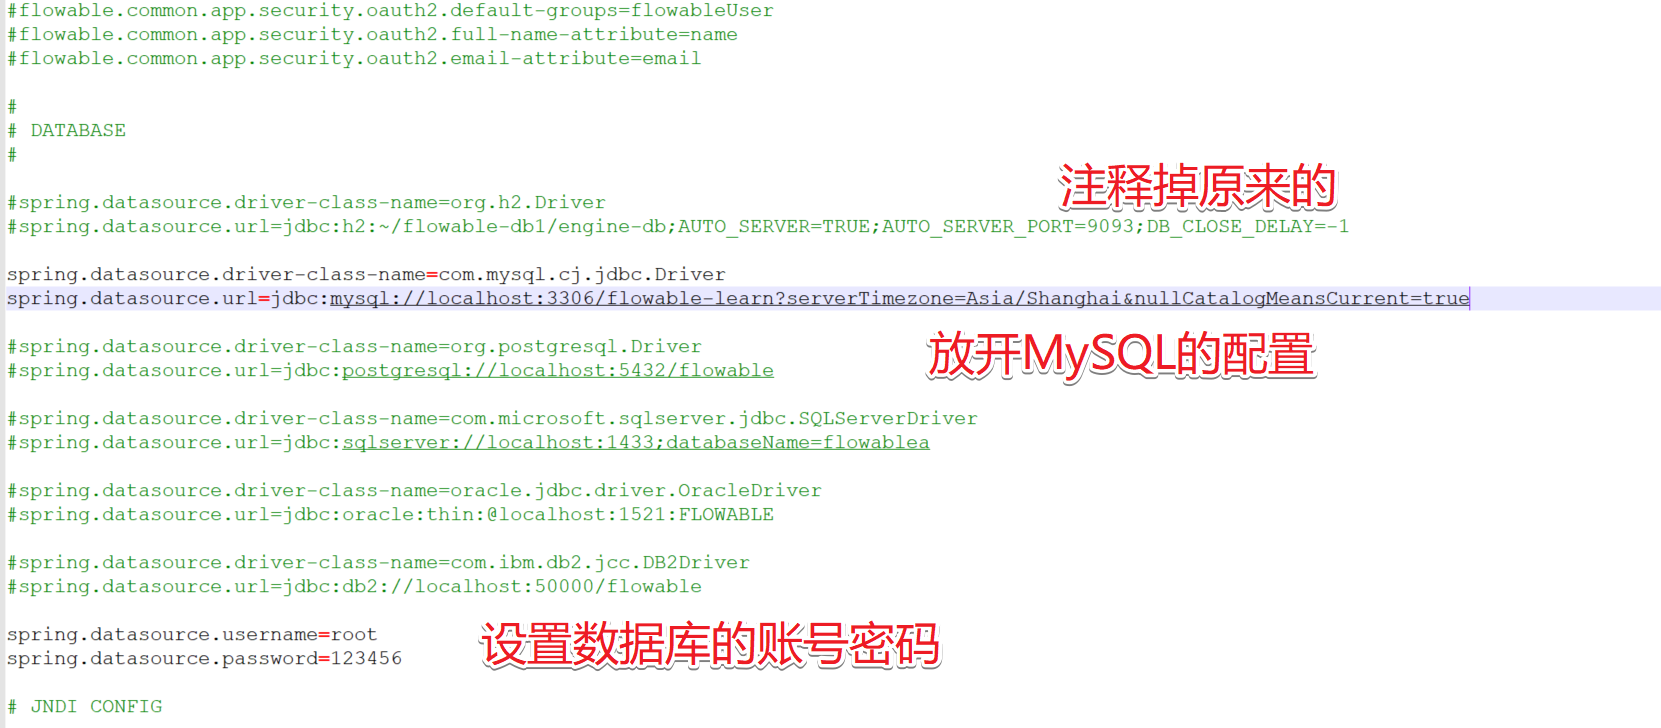 #flowable.common.app.security.oauth2.default-groups=flowableUser
#flowable.common.app.security.oauth2.full-name-attribute=name
#flowable.common.app.security.oauth2.email-attribute=email
#
# DATABASE
#
注释掉原来的
#spring.datasource.driver-class-name=org.h2.Driver
#spring.datasource.url=jdbc:h2:~/flowable-db1/engine-db;AUTO_SERVER=TRUE;AUTO_SERVER_PORT=9093;DB_CLOSE_DELAY=-1
spring.datasource.driver-class-name=com.mysql.cj.jdbc.Driver
spring.datasource.url=jdbc:mysql://localhost:3306/flowable-learn?serverTimezone=Asia/Shanghai&nullCatalogMeansCurrent=true
放开MySQL的配置
#spring.datasource.driver-class-name=org.postgresql.Driver
#spring.datasource.url=jdbc:postgresql://localhost:5432/flowable
#spring.datasource.driver-class-name=com.microsoft.sqlserver.jdbc.SQLServerDriver
#spring.datasource.url=jdbc:sqlserver://localhost:1433;databaseName=flowablea
#spring.datasource.driver-class-name=oracle.jdbc.driver.OracleDriver
#spring.datasource.url=jdbc:oracle:thin:@localhost:1521:FLOWABLE
#spring.datasource.driver-class-name=com.ibm.db2.jcc.DB2Driver
#spring.datasource.url=jdbc:db2://localhost:50000/flowable
spring.datasource.username=root
设置数据库的账号密码
spring.datasource.password=123456
# JNDI CONFIG